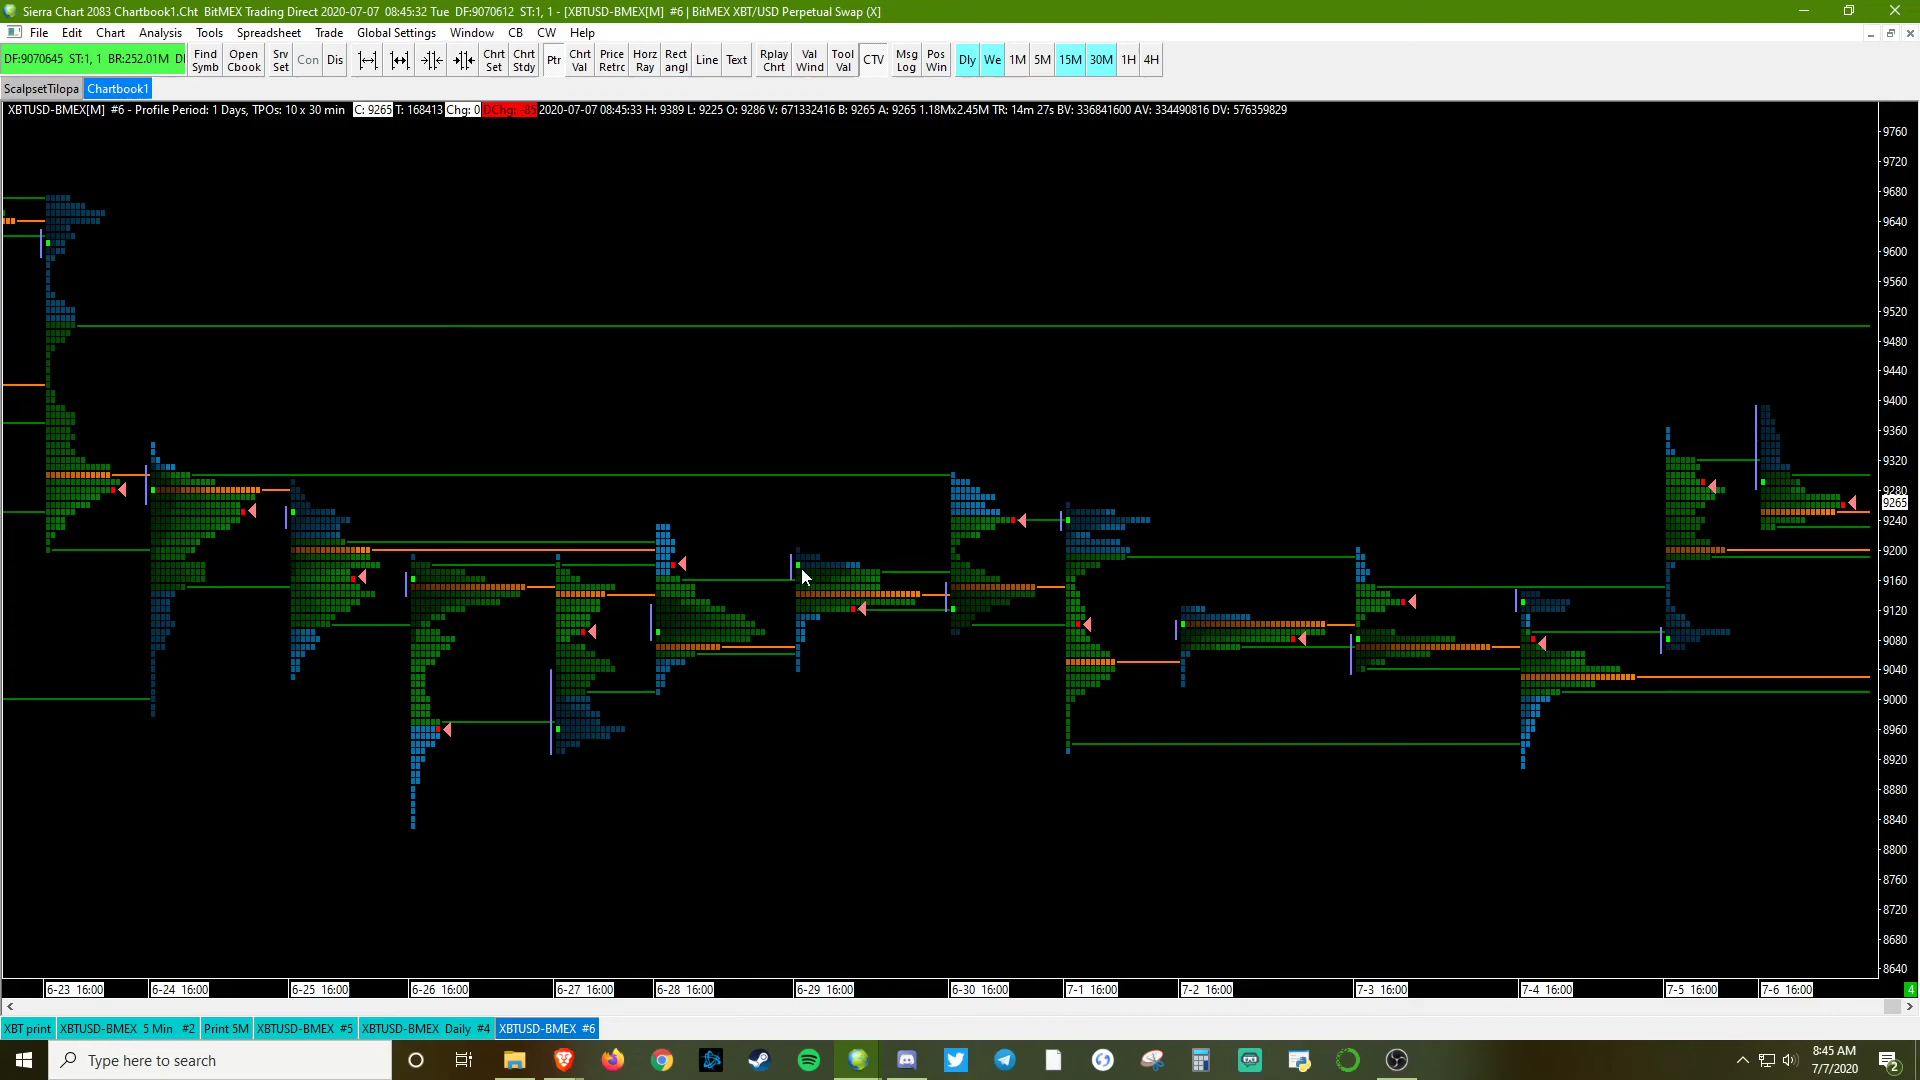 Sierra Chart 2083 Chartbook1.Cht  BitMEX Trading Direct 2020-07-07  08:45:32 Tue  DF:9070612  ST:1, 1 - [XBTUSD-BMEX[M]  #6 | BitMEX XBT/USD Perpetual Swap (X)]
File Edit Chart Analysis Tools Spreadsheet Trade Global Settings Window CB CW Help
DF:9070645  ST:1, 1  BR:252.01M  D
Find Symb
Open Cbook
Srv Set
Con
Dis
Chrt Set
Chrt Stdy
Ptr
Chrt Val
Price Retrc
Horz Ray
Rect angl
Line
Text
Rplay Chrt
Val Wind
Tool Val
CTV
Msg Log
Pos Win
Dly We 1M 5M 15M 30M 1H 4H
ScalpsetTilopa Chartbook1
XBTUSD-BMEX[M]  #6 - Profile Period: 1 Days, TPOs: 10 x 30 min  C: 9265 T: 168413 Chg: 0 DChg: -85 2020-07-07 08:45:33 H: 9389 L: 9225 O: 9286 V: 671332416 B: 9265 A: 9265 1.18Mx2.45M TR: 14m 27s BV: 336841600 AV: 334490816 DV: 576359829
9760
9720
9680
9640
9600
9560
9520
9480
9440
9400
9360
9320
9280
9265
9240
9200
9160
9120
9080
9040
9000
8960
8920
8880
8840
8800
8760
8720
8680
8640
6-23  16:00 6-24  16:00 6-25  16:00 6-26  16:00 6-27  16:00 6-28  16:00 6-29  16:00 6-30  16:00 7-1  16:00 7-2  16:00 7-3  16:00 7-4  16:00 7-5  16:00 7-6  16:00 4
XBT print XBTUSD-BMEX  5 Min  #2 Print 5M XBTUSD-BMEX  #5 XBTUSD-BMEX  Daily  #4 XBTUSD-BMEX  #6
Type here to search
8:45 AM
7/7/2020
2